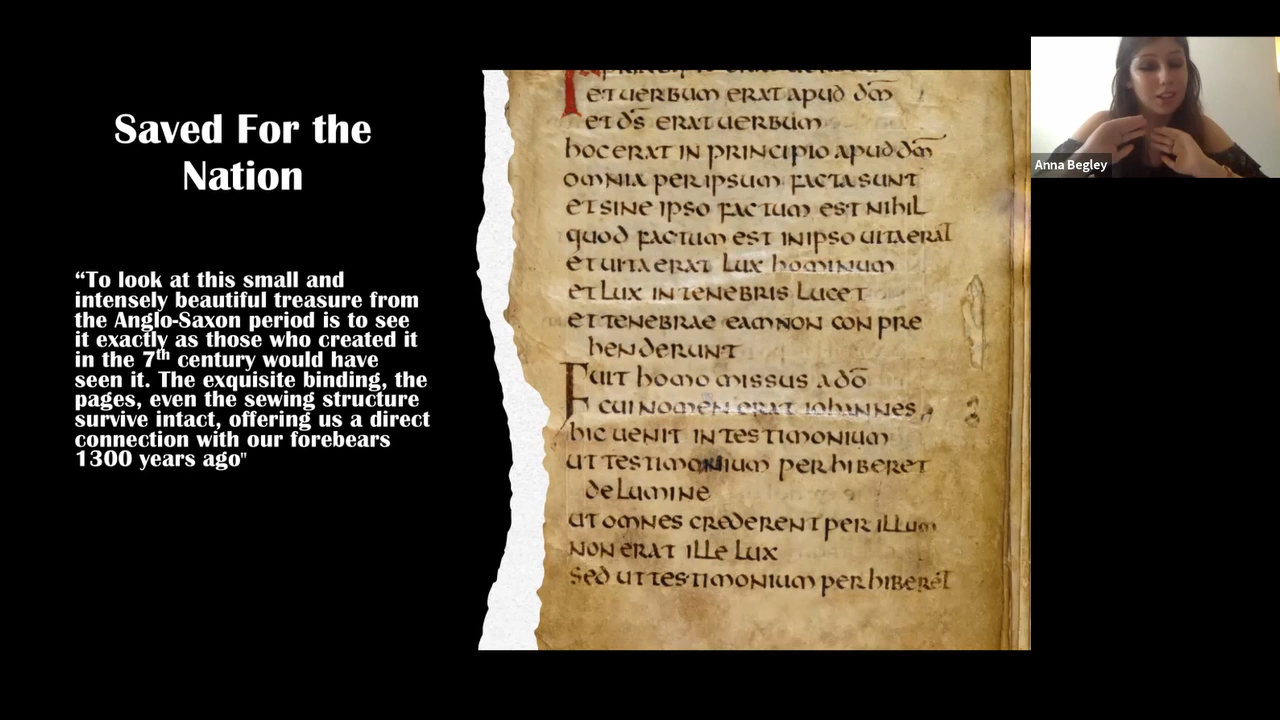 Saved For the
Nation
“To look at this small and
intensely beautiful treasure from
the Anglo-Saxon period is to see
it exactly as those who created it
in the 7th century would have
seen it. The exquisite binding, the
pages, even the sewing structure
survive intact, offering us a direct
connection with our forebears
1300 years ago"
et uerbum erat apud dm̄
et ds̄ erat uerbum
hoc erat in principio apud dm̄
omnia per ipsum facta sunt
et sine ipso factum est nihil
quod factum est in ipso uita erat
et uita erat lux hominum
et lux in tenebris lucet
et tenebrae eam non conpre
henderunt
Fuit homo missus a dō
cui nomen erat iohannes
hic uenit in testimonium
ut testimonium perhiberet
de lumine
ut omnes crederent per illum
non erat ille lux
sed ut testimonium perhiberet
Anna Begley